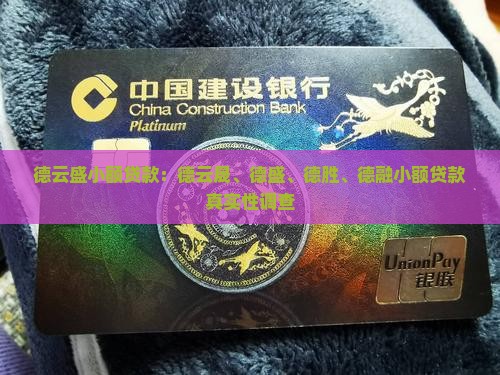 中国建设银行
China Construction Bank
Platinum
德云盛小额贷款：德云晟、德盛、德胜、德融小额贷款
真实性调查
UnionPay
银联